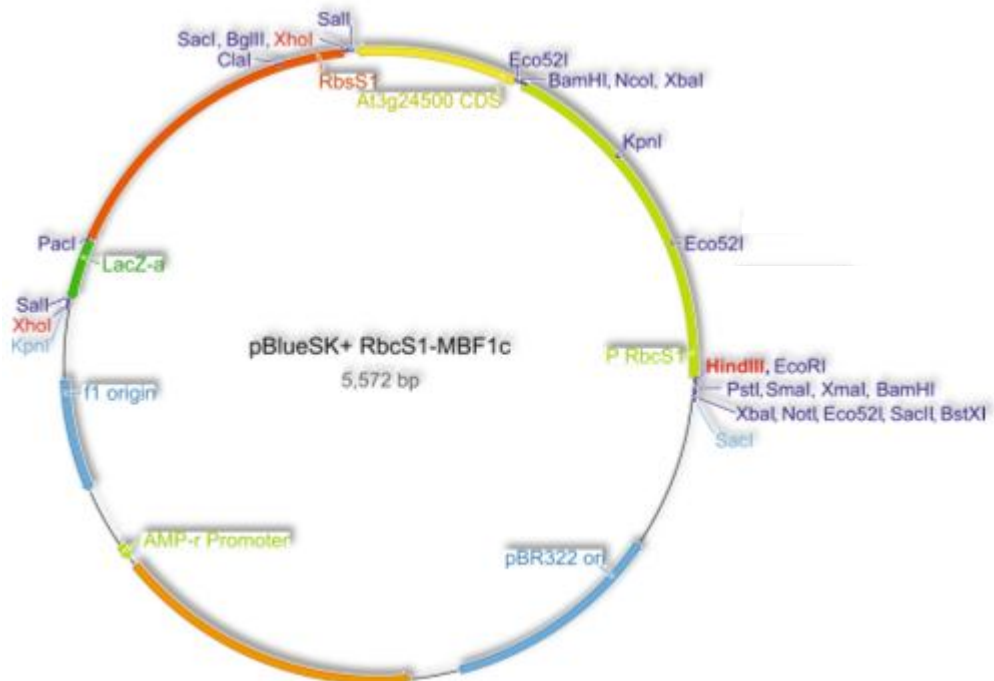 SalI
SacI, BglII, XhoI
ClaI
RbsS1
At3g24500 CDS
Eco52I
BamHI, NcoI, XbaI
KpnI
PacI
LacZ-a
Eco52I
SalI
XhoI
KpnI
pBlueSK+ RbcS1-MBF1c
5,572 bp
P RbcS1
HindIII, EcoRI
PstI, SmaI, XmaI, BamHI
XbaI, NotI, Eco52I, SacII, BstXI
SacI
f1 origin
AMP-r Promoter
pBR322 ori